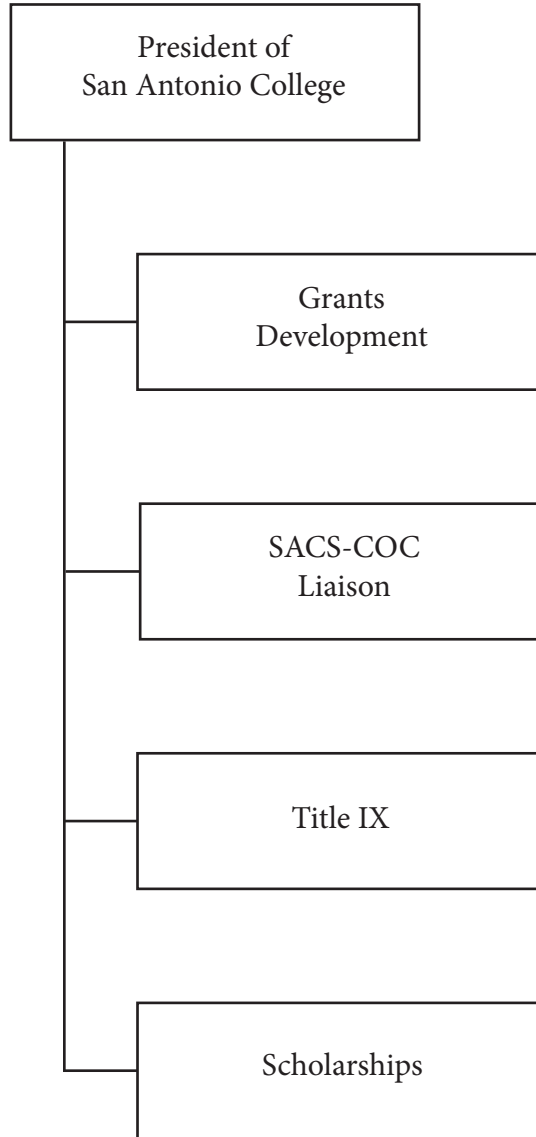 President of
San Antonio College
Grants
Development
SACS-COC
Liaison
Title IX
Scholarships